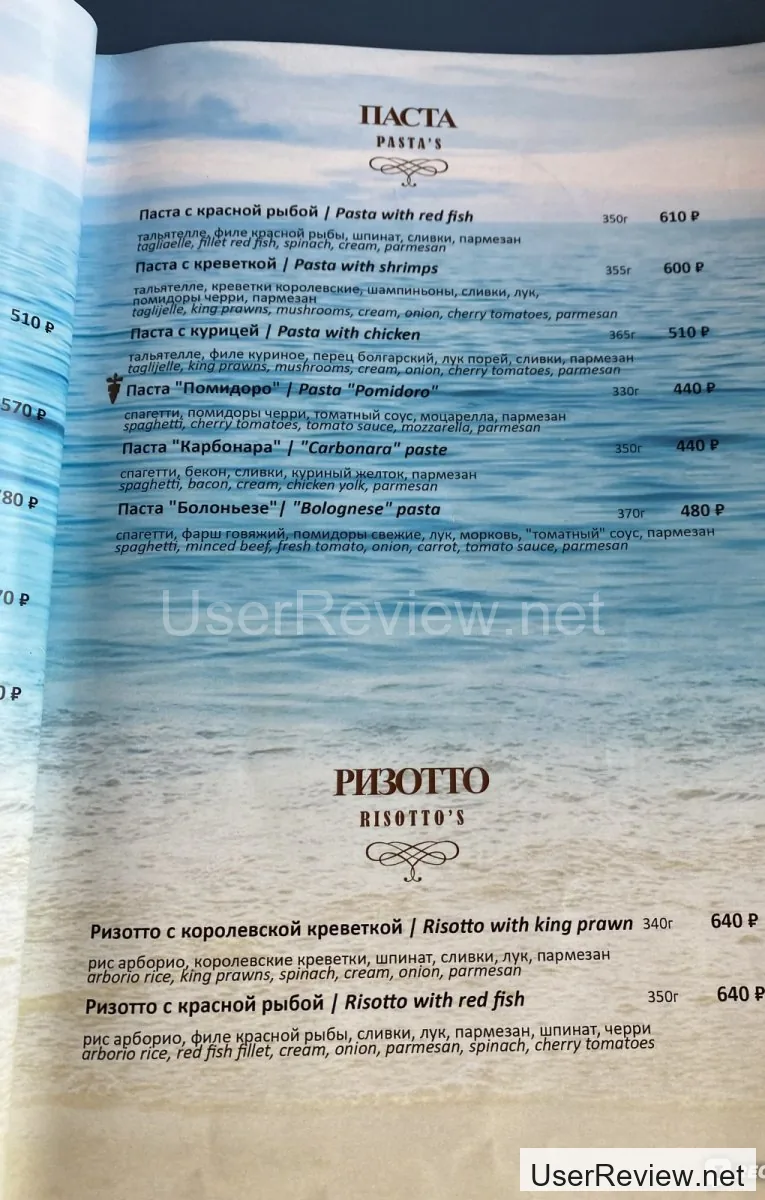 ПАСТА
PASTA'S
Паста с красной рыбой / Pasta with red fish 350г 610 ₽
тальятелле, филе красной рыбы, шпинат, сливки, пармезан
tagliaelle, fillet red fish, spinach, cream, parmesan
Паста с креветкой / Pasta with shrimps 355г 600 ₽
тальятелле, креветки королевские, шампиньоны, сливки, лук,
помидоры черри, пармезан
taglijelle, king prawns, mushrooms, cream, onion, cherry tomatoes, parmesan
510 ₽
Паста с курицей / Pasta with chicken 365г 510 ₽
тальятелле, филе куриное, перец болгарский, лук порей, сливки, пармезан
taglijelle, king prawns, mushrooms, cream, onion, cherry tomatoes, parmesan
570 ₽
Паста "Помидоро" / Pasta "Pomidoro" 330г 440 ₽
спагетти, помидоры черри, томатный соус, моцарелла, пармезан
spaghetti, cherry tomatoes, tomato sauce, mozzarella, parmesan
Паста "Карбонара" / "Carbonara" paste 350г 440 ₽
спагетти, бекон, сливки, куриный желток, пармезан
spaghetti, bacon, cream, chicken yolk, parmesan
80 ₽
Паста "Болоньезе"/ "Bolognese" pasta 370г 480 ₽
спагетти, фарш говяжий, помидоры свежие, лук, морковь, "томатный" соус, пармезан
spaghetti, minced beef, fresh tomato, onion, carrot, tomato sauce, parmesan
70 ₽
UserReview.net
0 ₽
РИЗОТТО
RISOTTO'S
Ризотто с королевской креветкой / Risotto with king prawn 340г 640 ₽
рис арборио, королевские креветки, шпинат, сливки, лук, пармезан
arborio rice, king prawns, spinach, cream, onion, parmesan
Ризотто с красной рыбой / Risotto with red fish 350г 640 ₽
рис арборио, филе красной рыбы, сливки, лук, пармезан, шпинат, черри
arborio rice, red fish fillet, cream, onion, parmesan, spinach, cherry tomatoes
UserReview.net